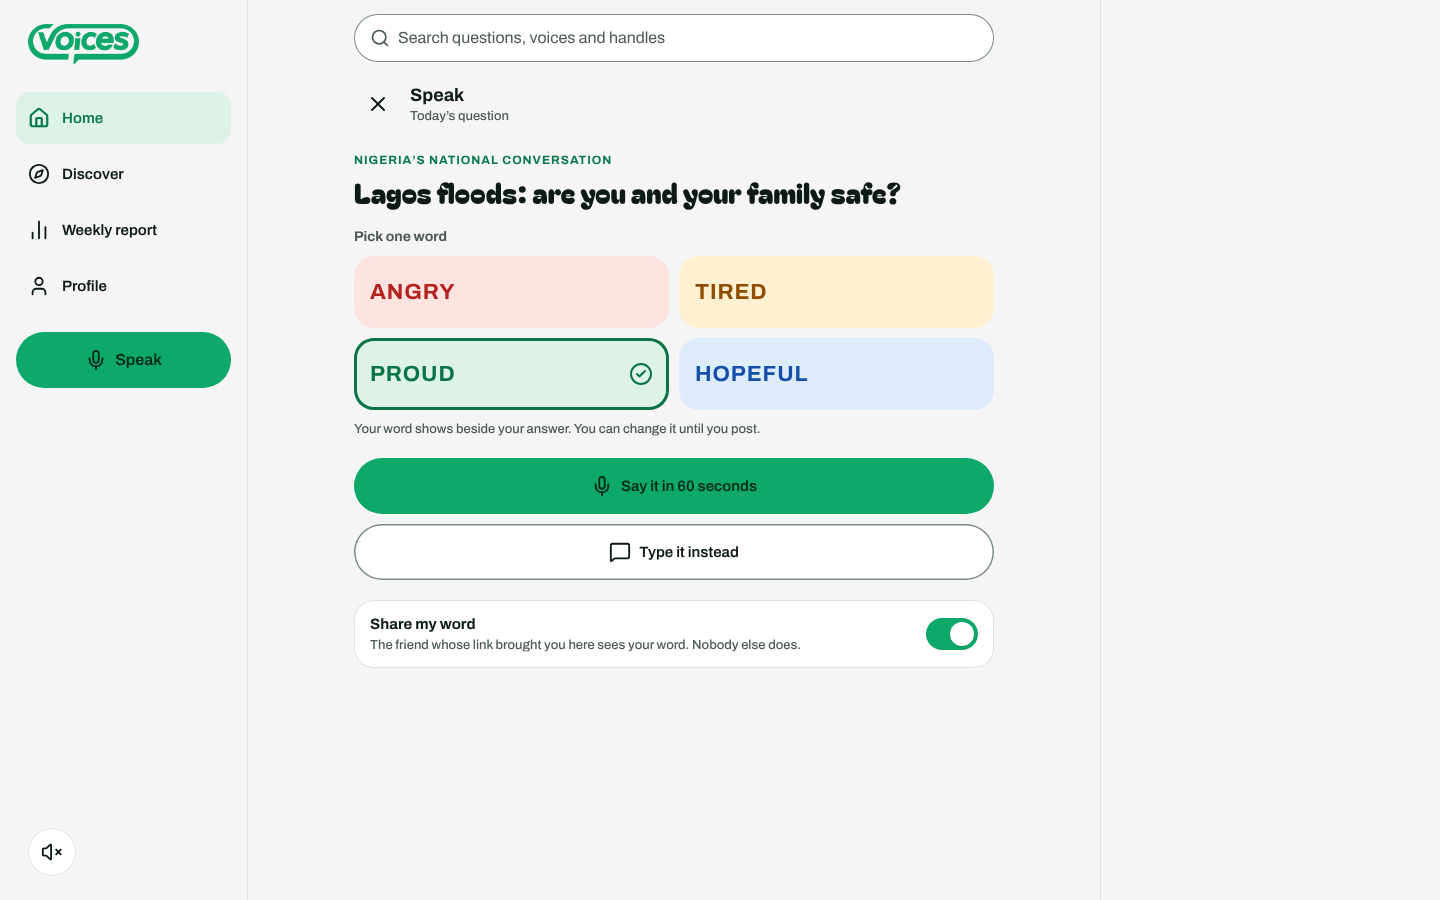 Voices
Search questions, voices and handles
Home
Discover
Weekly report
Profile
Speak
Speak
Today's question
NIGERIA'S NATIONAL CONVERSATION
Lagos floods: are you and your family safe?
Pick one word
ANGRY
TIRED
PROUD
HOPEFUL
Your word shows beside your answer. You can change it until you post.
Say it in 60 seconds
Type it instead
Share my word
The friend whose link brought you here sees your word. Nobody else does.